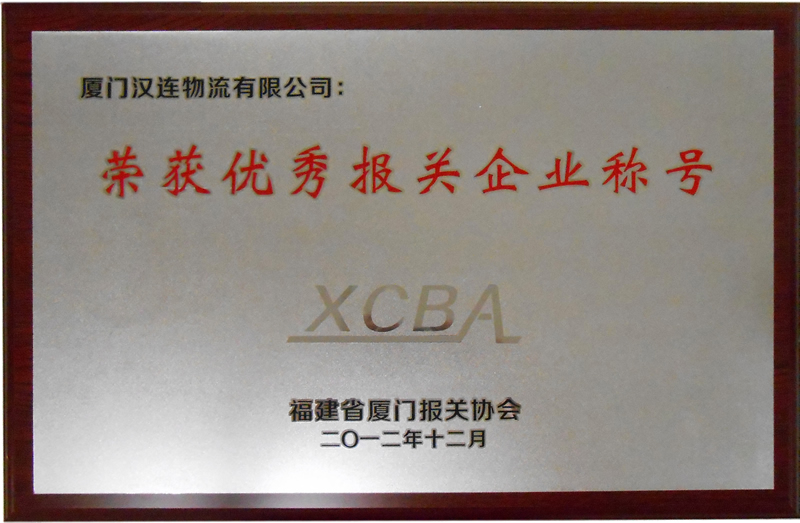 厦门汉连物流有限公司：
荣获优秀报关企业称号
XCBA
福建省厦门报关协会
二〇一二年十二月